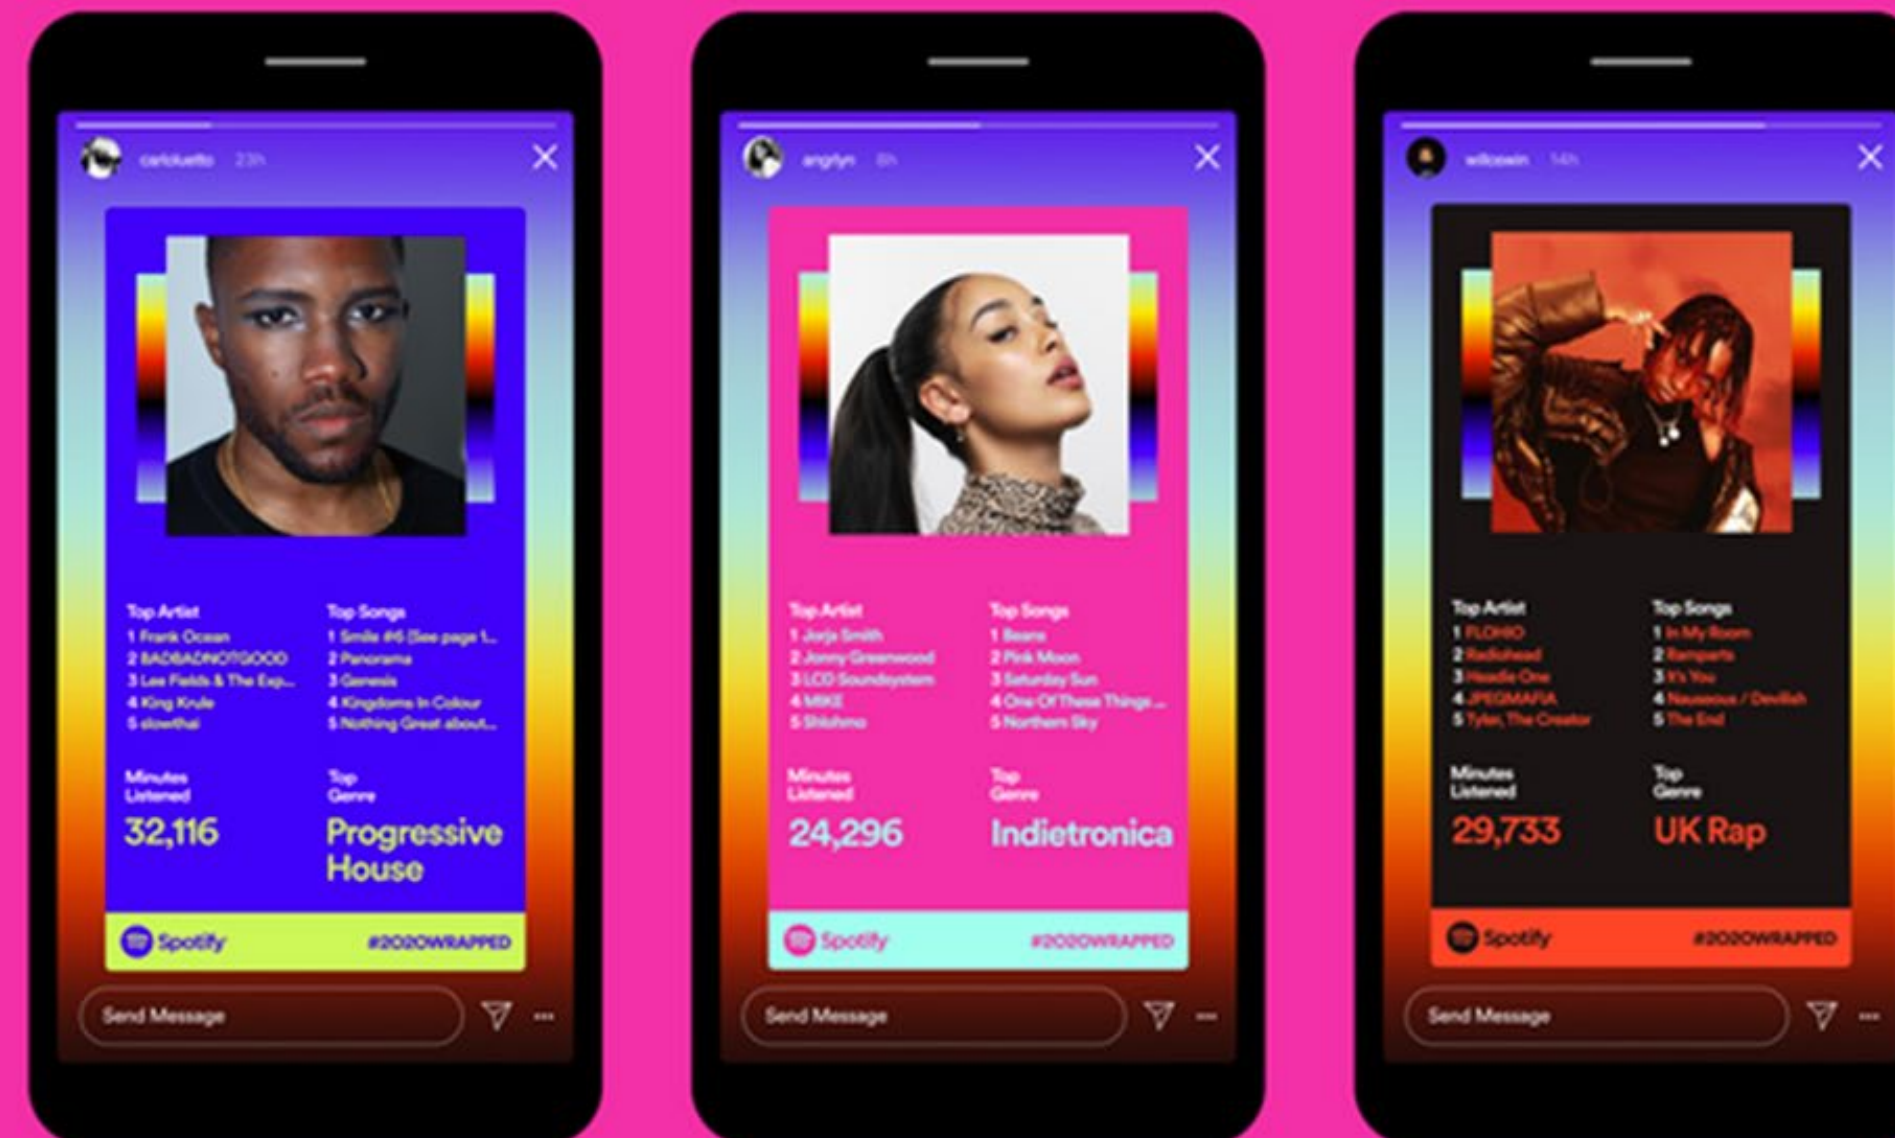 carloluetto 23h
Top Artist
1 Frank Ocean
2 BADBADNOTGOOD
3 Lee Fields & The Exp...
4 King Krule
5 slowthai
Top Songs
1 Smile #6 (See page 1...
2 Panorama
3 Genesis
4 Kingdoms In Colour
5 Nothing Great about...
Minutes
Listened
32,116
Top
Genre
Progressive
House
Spotify
#2020WRAPPED
Send Message
8h
Top Artist
1 Jorja Smith
2 Jonny Greenwood
3 LCD Soundsystem
4 MIKE
5 Shlohmo
Top Songs
1 Beans
2 Pink Moon
3 Saturday Sun
4 One Of These Things ...
5 Northern Sky
Minutes
Listened
24,296
Top
Genre
Indietronica
Spotify
#2020WRAPPED
Send Message
14h
Top Artist
1 FLOHIO
2 Radiohead
3 Headie One
4 JPEGMAFIA
5 Tyler, The Creator
Top Songs
1 In My Room
2 Ramparts
3 It's You
4 Nauseous / Devilish
5 The End
Minutes
Listened
29,733
Top
Genre
UK Rap
Spotify
#2020WRAPPED
Send Message